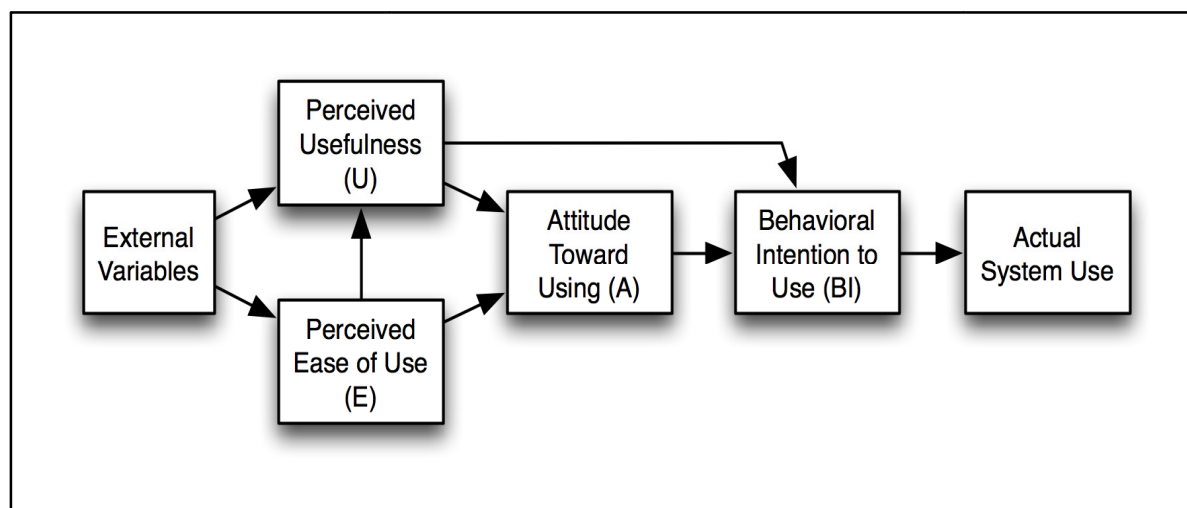 External
Variables
Perceived
Usefulness
(U)
Perceived
Ease of Use
(E)
Attitude
Toward
Using (A)
Behavioral
Intention to
Use (BI)
Actual
System Use